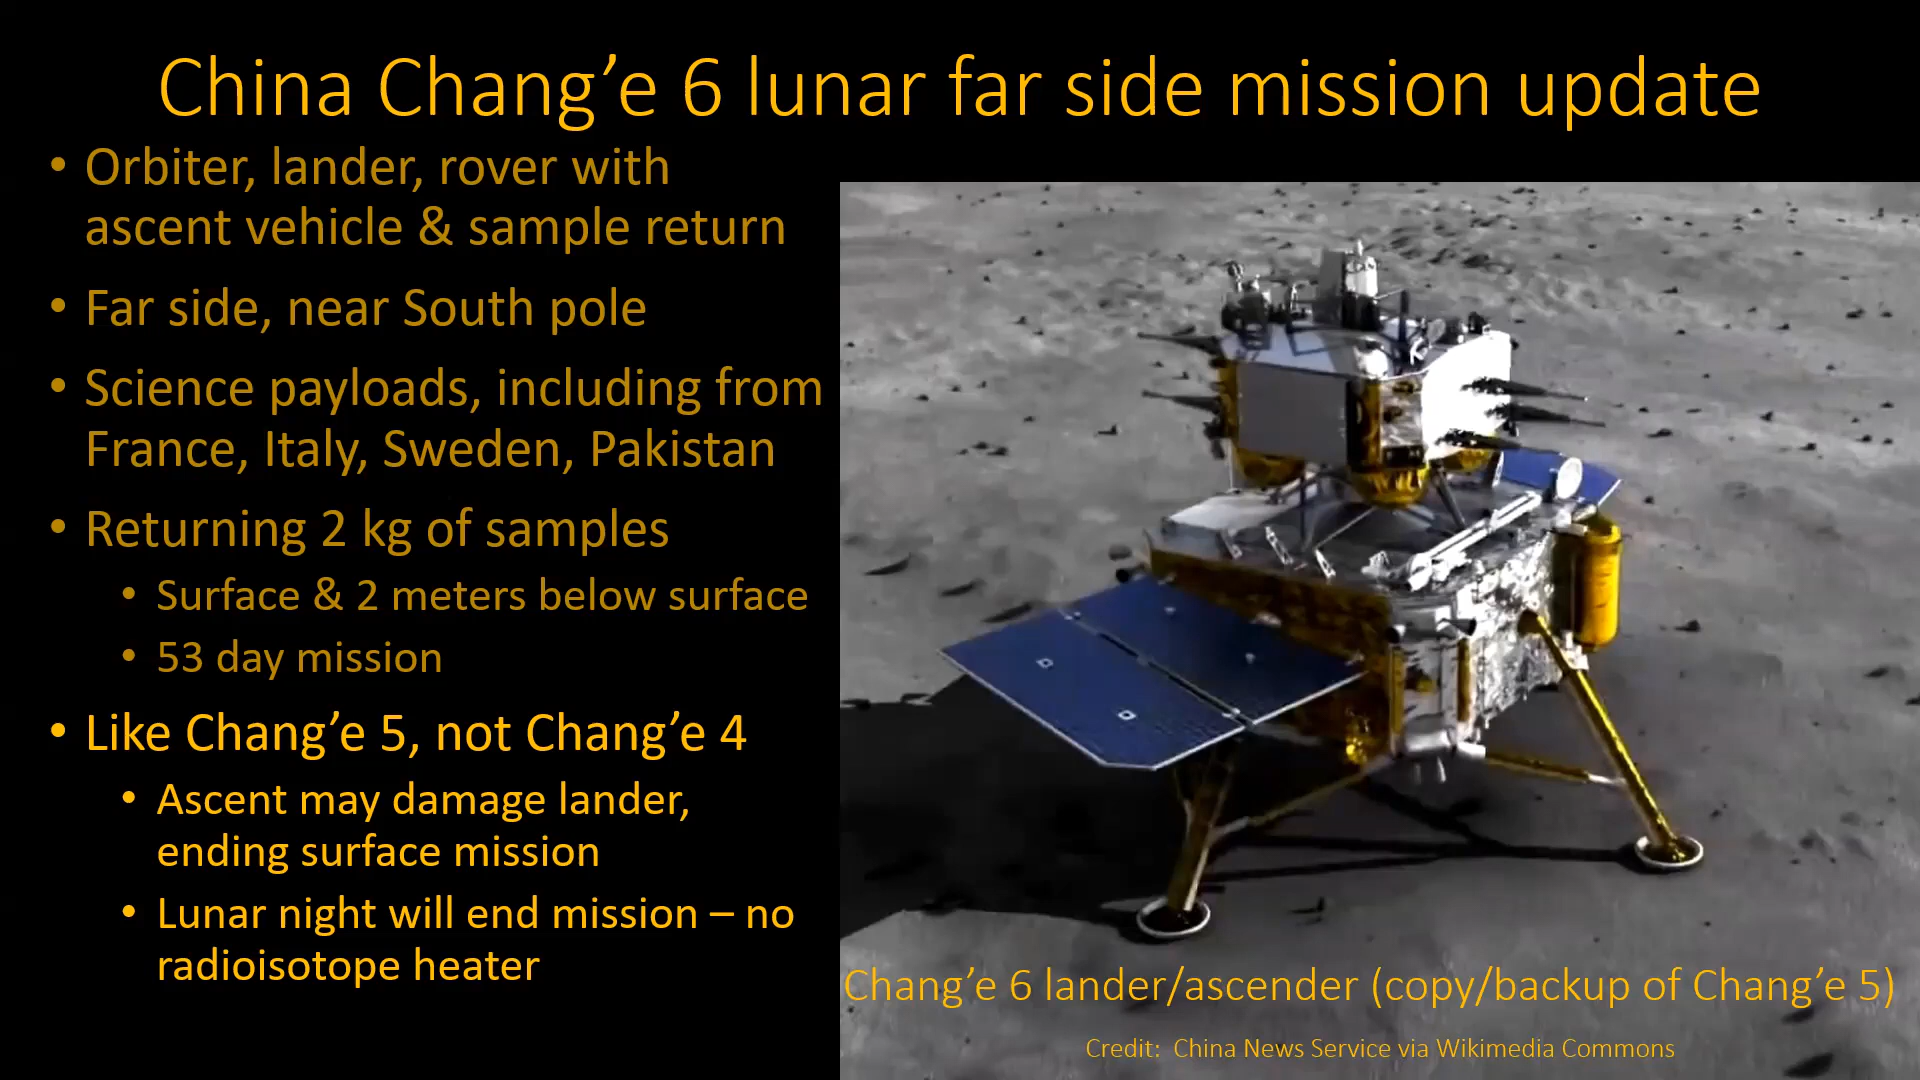 China Chang’e 6 lunar far side mission update
• Orbiter, lander, rover with
ascent vehicle & sample return
• Far side, near South pole
• Science payloads, including from
France, Italy, Sweden, Pakistan
• Returning 2 kg of samples
• Surface & 2 meters below surface
• 53 day mission
• Like Chang’e 5, not Chang’e 4
• Ascent may damage lander,
ending surface mission
• Lunar night will end mission – no
radioisotope heater
Chang’e 6 lander/ascender (copy/backup of Chang’e 5)
Credit: China News Service via Wikimedia Commons